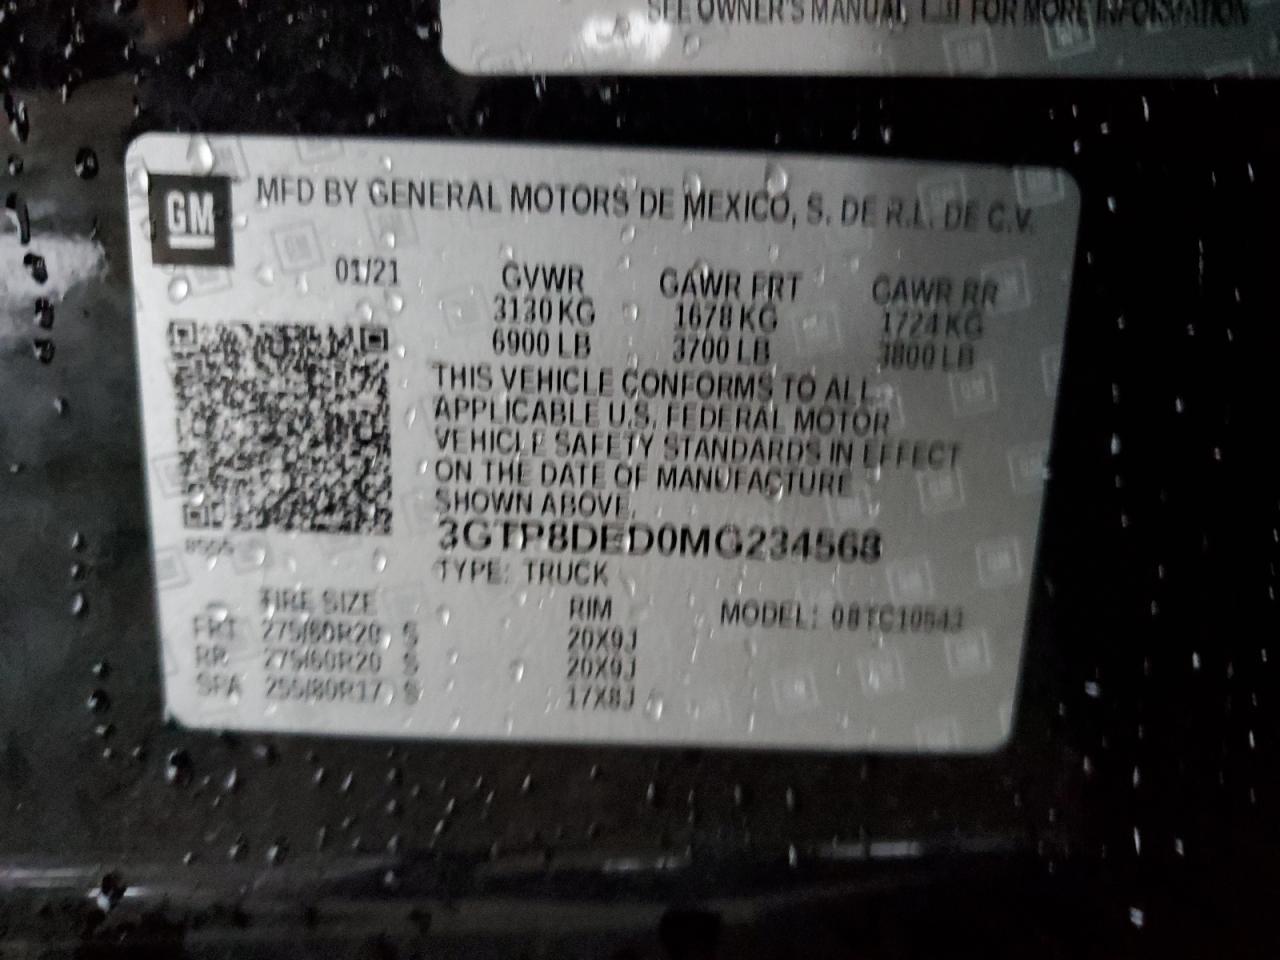 SEE OWNER'S MANUAL FOR MORE INFORMATION
GM
MFD BY GENERAL MOTORS DE MEXICO, S. DE R.L. DE C.V.
01/21 GVWR GAWR FRT GAWR RR
3130 KG 1678 KG 1724 KG
6900 LB 3700 LB 3800 LB
THIS VEHICLE CONFORMS TO ALL
APPLICABLE U.S. FEDERAL MOTOR
VEHICLE SAFETY STANDARDS IN EFFECT
ON THE DATE OF MANUFACTURE
SHOWN ABOVE.
3GTP8DED0MG234568
TYPE: TRUCK
TIRE SIZE RIM MODEL:
FRT 275/60R20 S 20X9J
RR 275/60R20 S 20X9J
SPA 255/80R17 S 17X8J